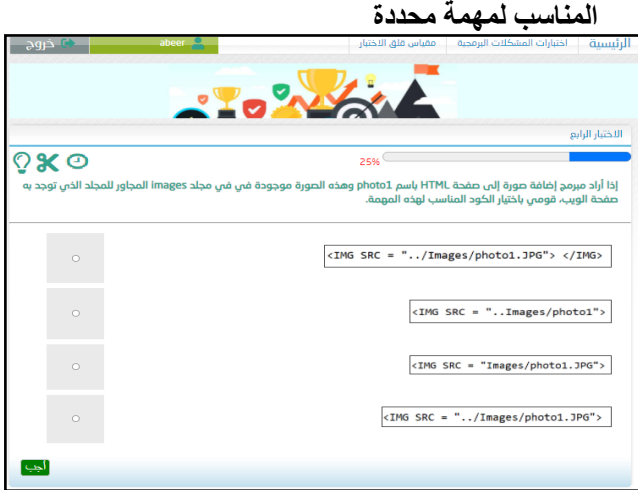 المناسب لمهمة محددة
الرئيسية اختبارات المشكلات البرمجية مقياس قلق الاختبار abeer خروج
الاختبار الرابع
25%
إذا أراد مبرمج إضافة صورة إلى صفحة HTML باسم photo1 وهذه الصورة موجودة في في مجلد images المجاور للمجلد الذي توجد به
صفحة الويب، قومي باختيار الكود المناسب لهذه المهمة.
<IMG SRC = "../Images/photo1.JPG"> </IMG>
<IMG SRC = "..Images/photo1">
<IMG SRC = "Images/photo1.JPG">
<IMG SRC = "../Images/photo1.JPG">
أجب